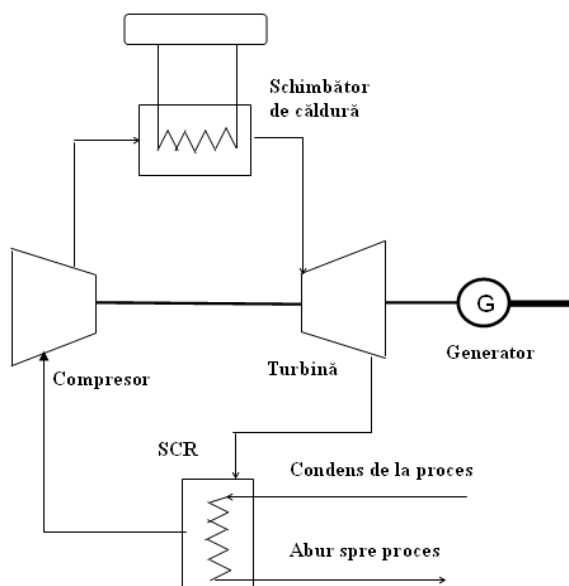 Schimbător
de căldură
G
Generator
Compresor
Turbină
SCR
Condens de la proces
Abur spre proces